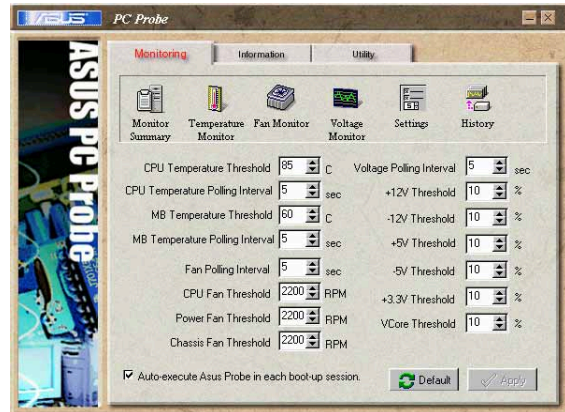 ASUS PC Probe
ASUS PC Probe
Monitoring Information Utility
Monitor Summary Temperature Monitor Fan Monitor Voltage Monitor Settings History
CPU Temperature Threshold 85 C
CPU Temperature Polling Interval 5 sec
MB Temperature Threshold 60 C
MB Temperature Polling Interval 5 sec
Fan Polling Interval 5 sec
CPU Fan Threshold 2200 RPM
Power Fan Threshold 2200 RPM
Chassis Fan Threshold 2200 RPM
Voltage Polling Interval 5 sec
+12V Threshold 10 %
-12V Threshold 10 %
+5V Threshold 10 %
-5V Threshold 10 %
+3.3V Threshold 10 %
VCore Threshold 10 %
Auto-execute Asus Probe in each boot-up session.
Default Apply